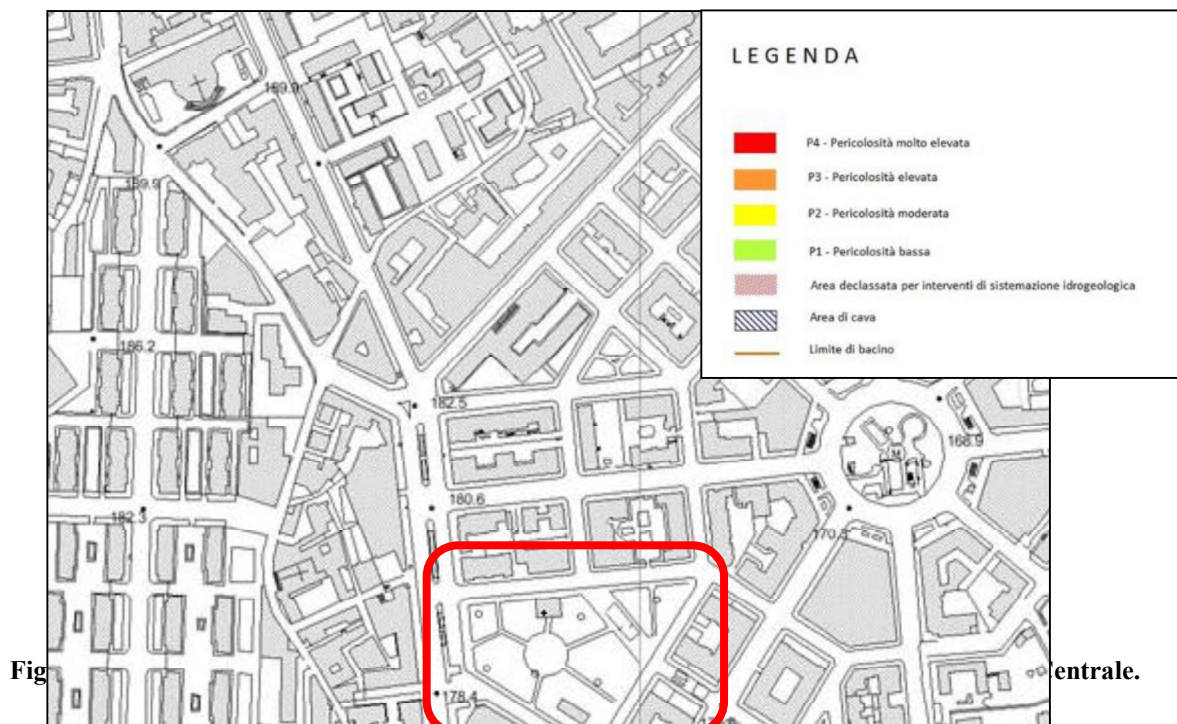 LEGENDA
P4 - Pericolosità molto elevata
P3 - Pericolosità elevata
P2 - Pericolosità moderata
P1 - Pericolosità bassa
Area declassata per interventi di sistemazione idrogeologica
Area di cava
Limite di bacino
189.9
186.2
182.5
168.9
M
180.6
182.3
178.4
Fig
entrale.